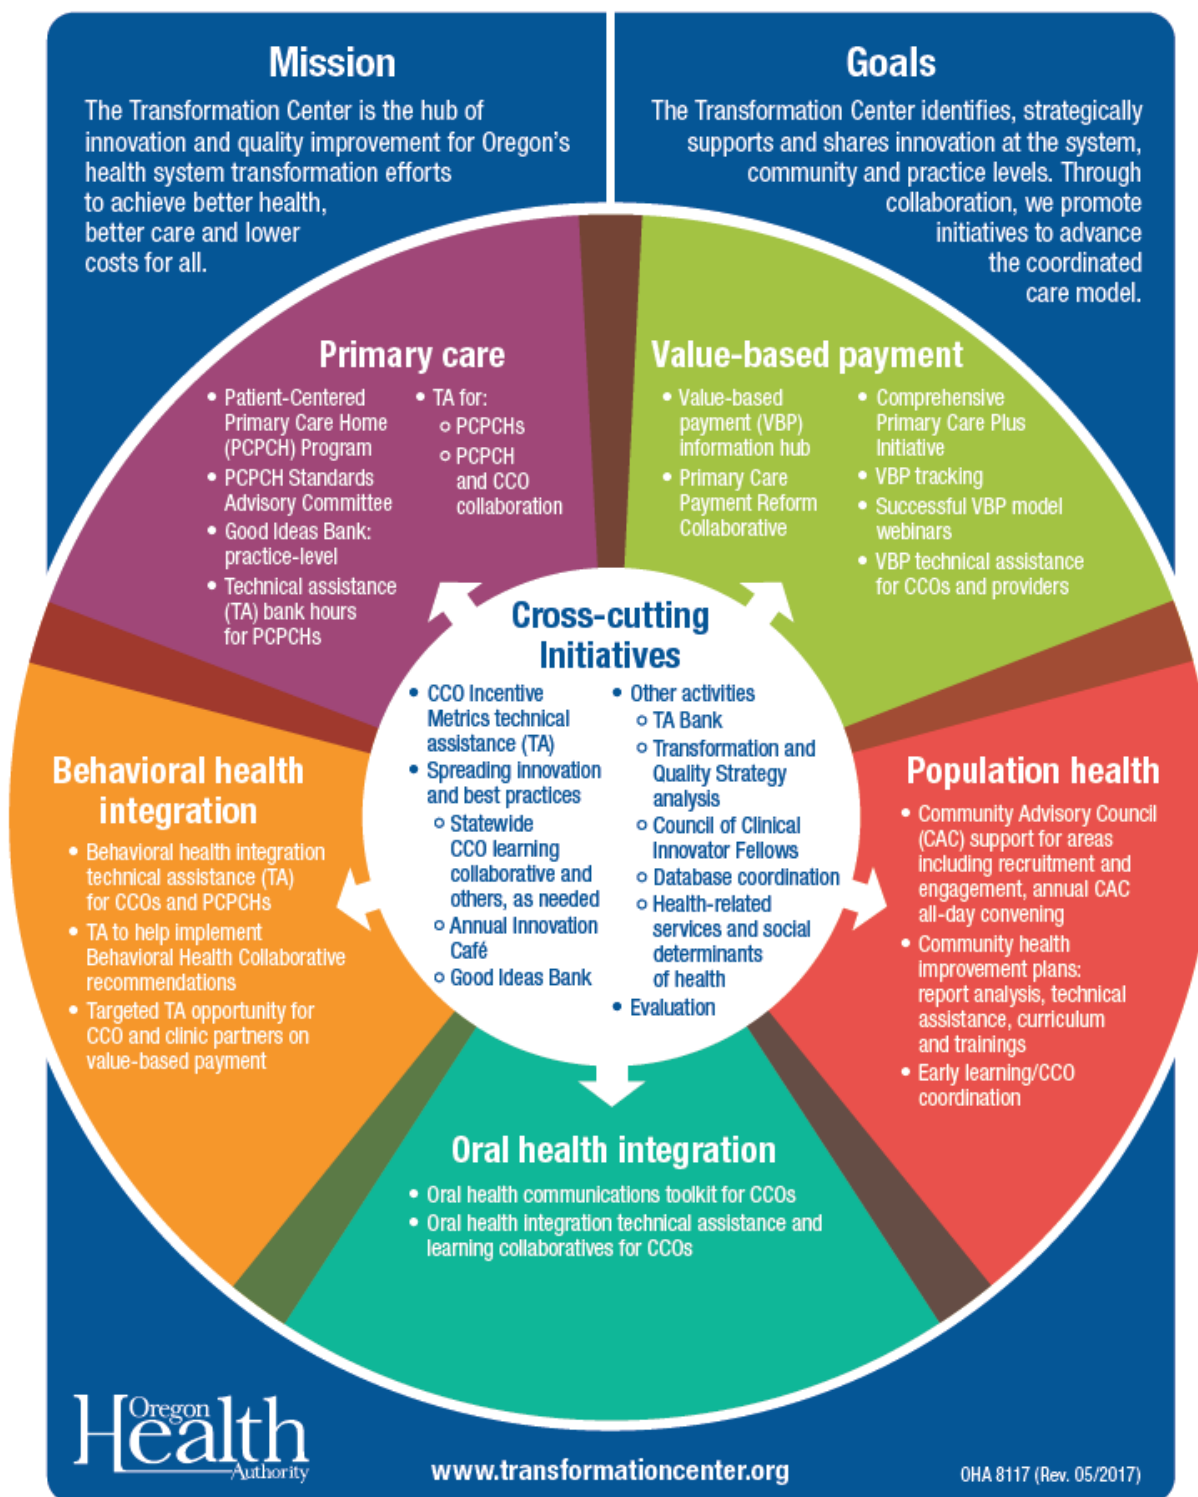 Mission
The Transformation Center is the hub of
innovation and quality improvement for Oregon's
health system transformation efforts
to achieve better health,
better care and lower
costs for all.
Goals
The Transformation Center identifies, strategically
supports and shares innovation at the system,
community and practice levels. Through
collaboration, we promote
initiatives to advance
the coordinated
care model.
Primary care
• Patient-Centered
Primary Care Home
(PCPCH) Program
• PCPCH Standards
Advisory Committee
• Good Ideas Bank:
practice-level
• Technical assistance
(TA) bank hours
for PCPCHs
• TA for:
○ PCPCHs
○ PCPCH
and CCO
collaboration
Value-based payment
• Value-based
payment (VBP)
information hub
• Primary Care
Payment Reform
Collaborative
• Comprehensive
Primary Care Plus
Initiative
• VBP tracking
• Successful VBP model
webinars
• VBP technical assistance
for CCOs and providers
Cross-cutting
Initiatives
• CCO Incentive
Metrics technical
assistance (TA)
• Spreading innovation
and best practices
○ Statewide
CCO learning
collaborative and
others, as needed
○ Annual Innovation
Café
○ Good Ideas Bank
• Other activities
○ TA Bank
○ Transformation and
Quality Strategy
analysis
○ Council of Clinical
Innovator Fellows
○ Database coordination
○ Health-related
services and social
determinants
of health
• Evaluation
Behavioral health
integration
• Behavioral health integration
technical assistance (TA)
for CCOs and PCPCHs
• TA to help implement
Behavioral Health Collaborative
recommendations
• Targeted TA opportunity for
CCO and clinic partners on
value-based payment
Population health
• Community Advisory Council
(CAC) support for areas
including recruitment and
engagement, annual CAC
all-day convening
• Community health
improvement plans:
report analysis, technical
assistance, curriculum
and trainings
• Early learning/CCO
coordination
Oral health integration
• Oral health communications toolkit for CCOs
• Oral health integration technical assistance and
learning collaboratives for CCOs
Oregon
Health
Authority
www.transformationcenter.org
OHA 8117 (Rev. 05/2017)